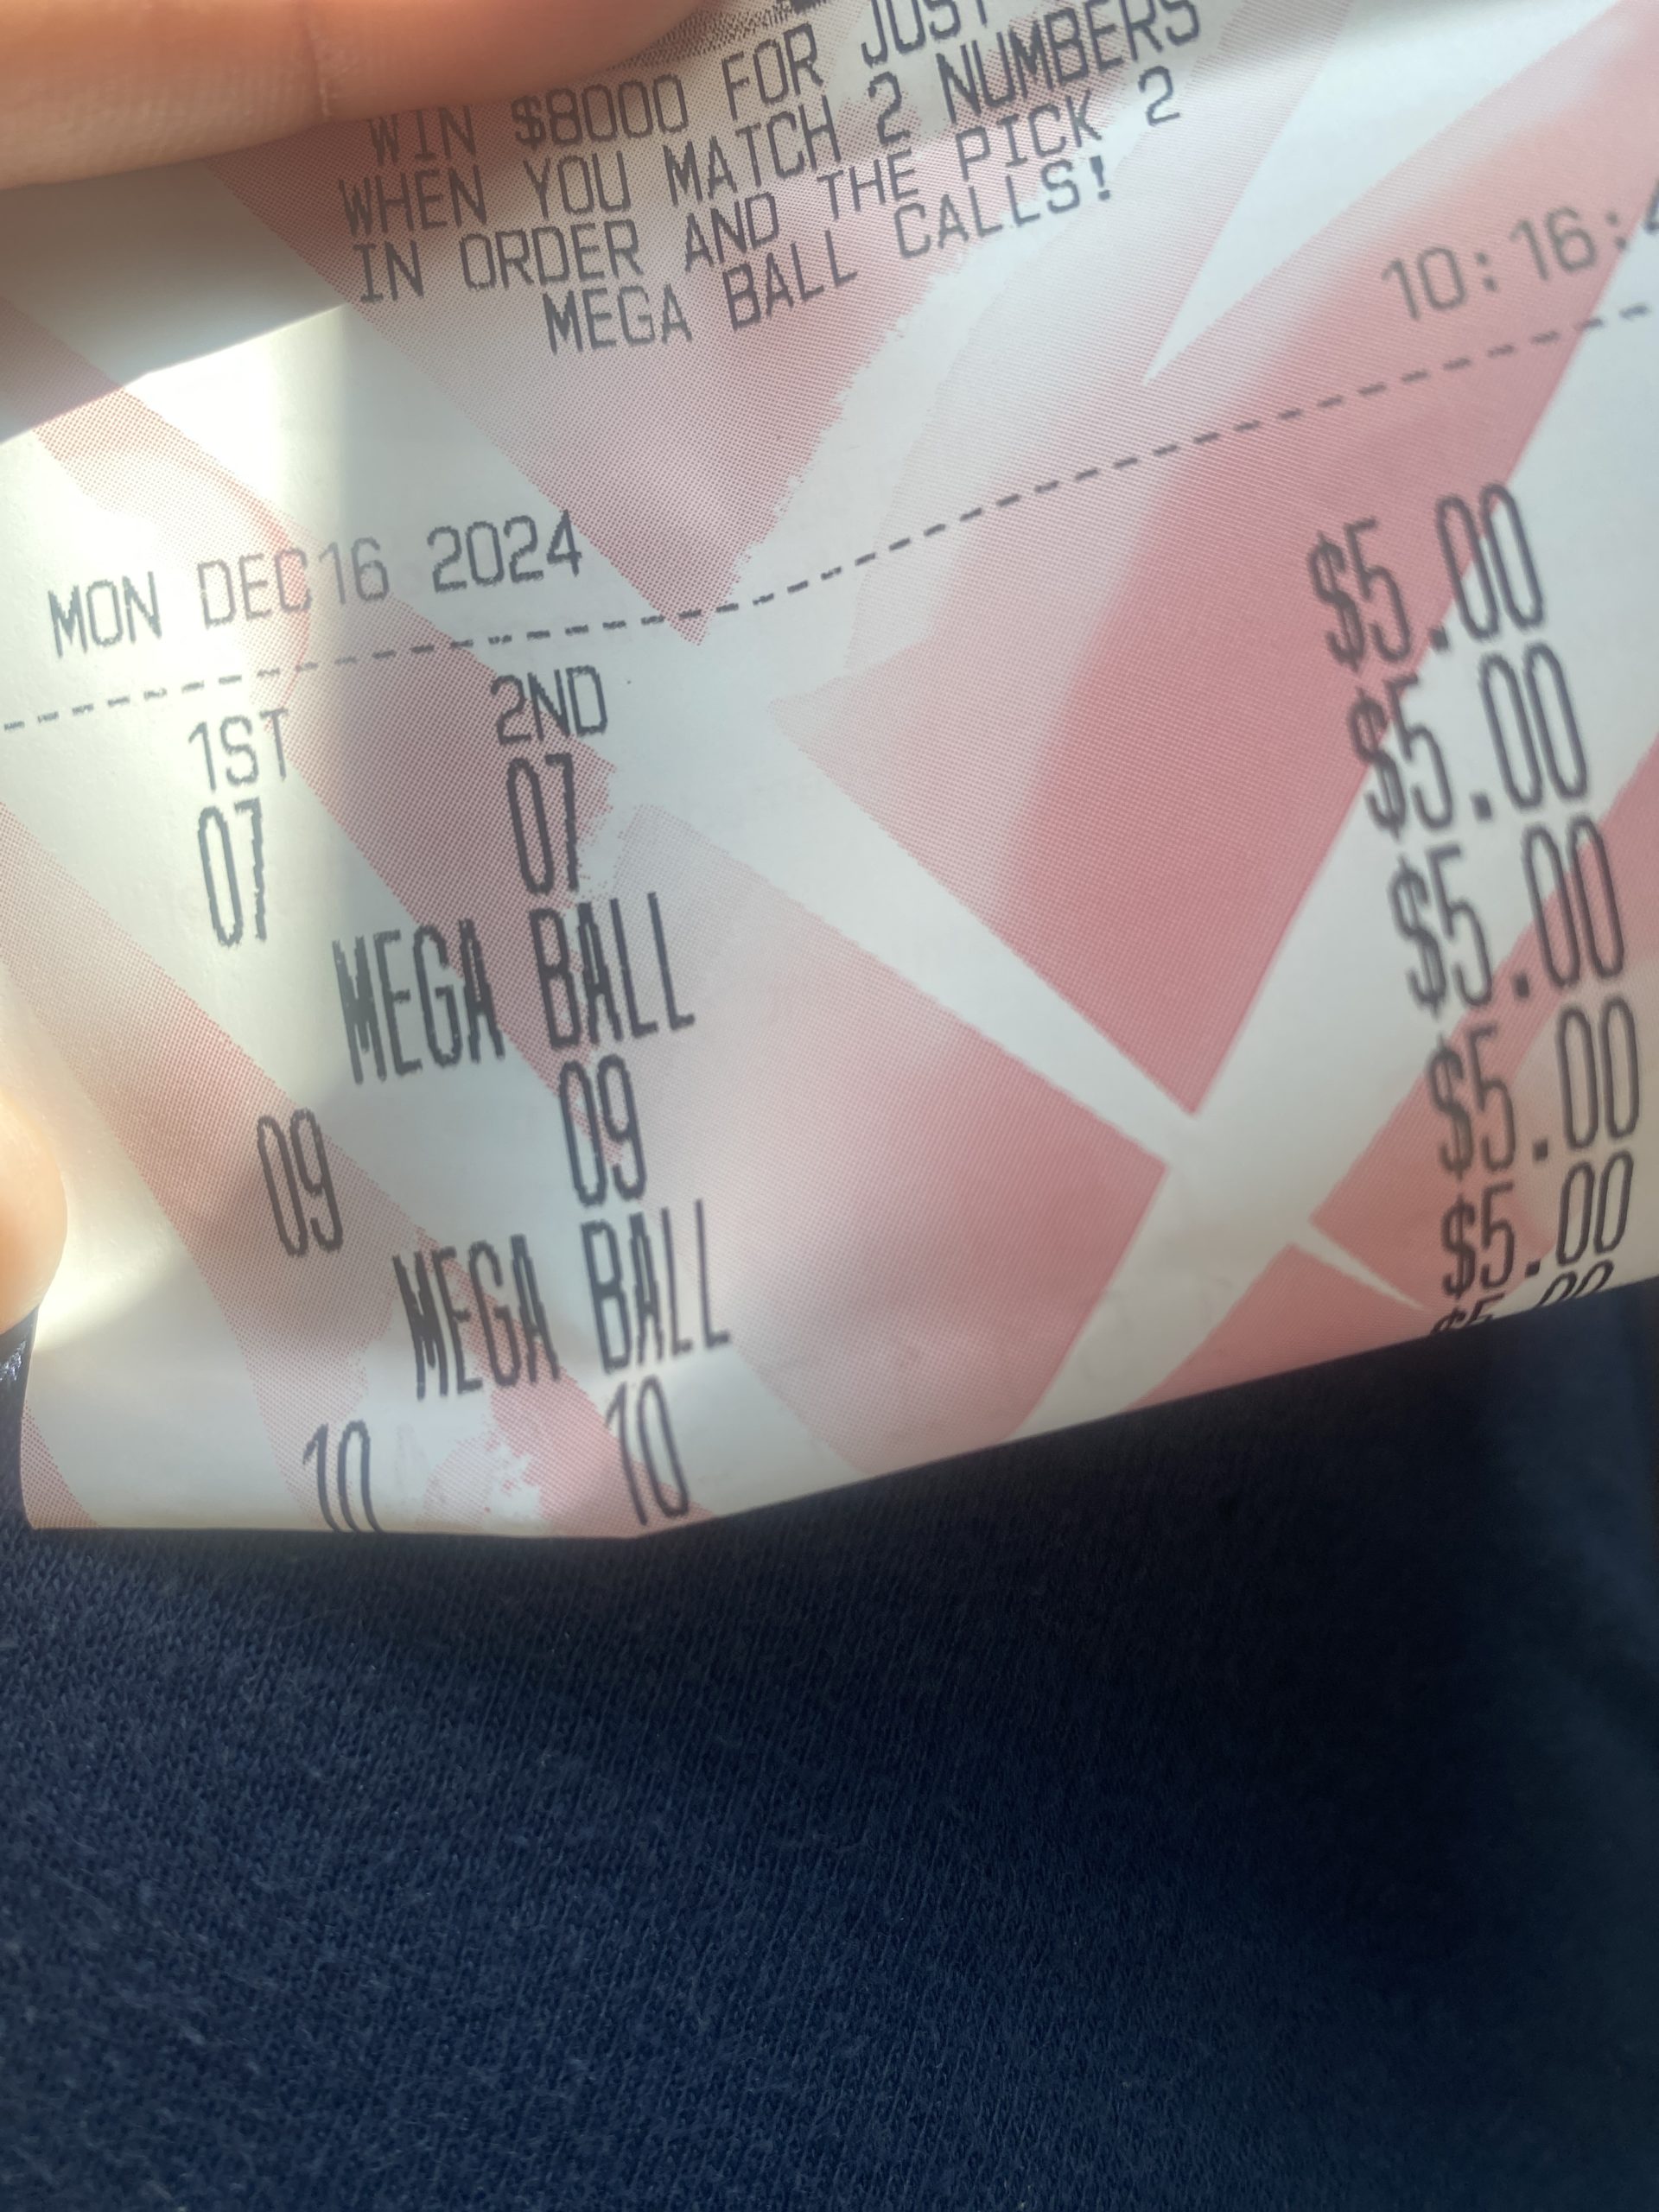 WIN $8000 FOR JUST
WHEN YOU MATCH 2 NUMBERS
IN ORDER AND THE PICK 2
MEGA BALL CALLS!
MON DEC16 2024 10:16:
1ST 2ND
07 07 $5.00
MEGA BALL $5.00
09 09 $5.00
MEGA BALL $5.00
10 10 $5.00
$5.00